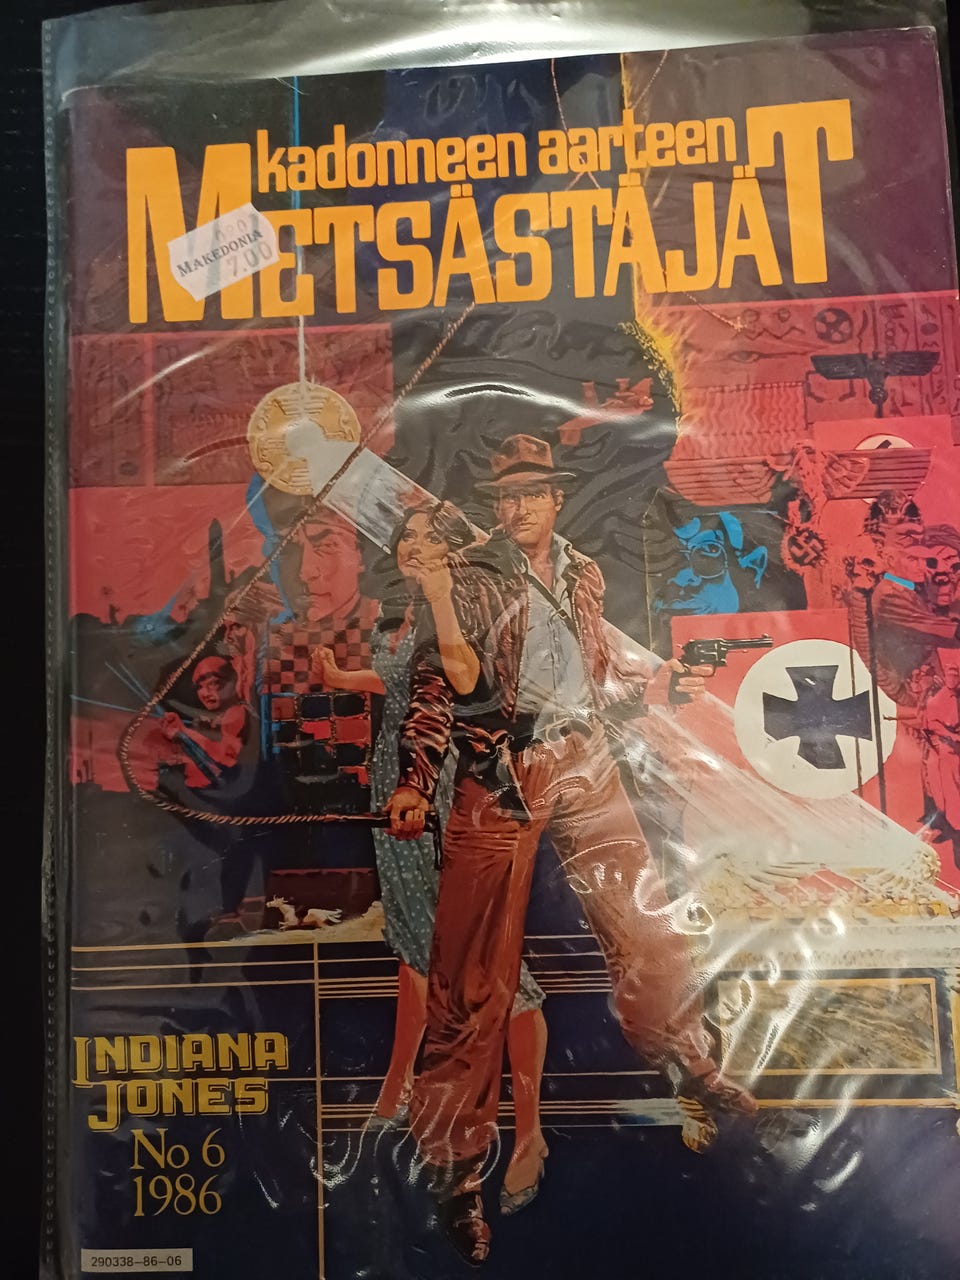 kadonneen aarteen
METSÄSTÄJÄT
MAKEDONIA
7.00
INDIANA
JONES
No 6
1986
290338-86-06